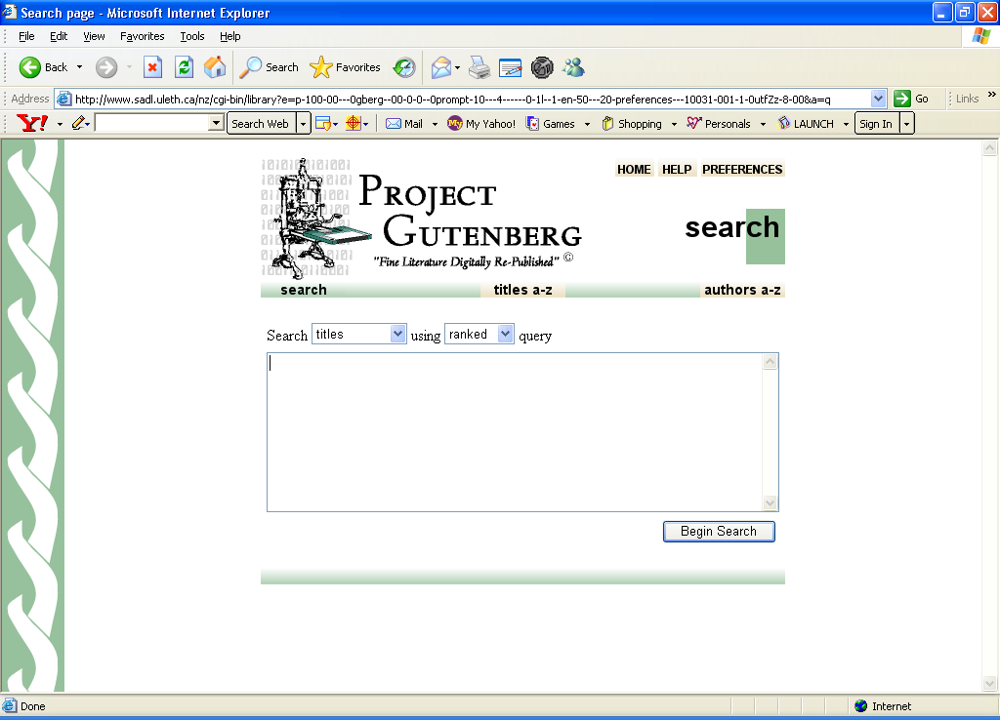 Search page - Microsoft Internet Explorer
File Edit View Favorites Tools Help
Back Search Favorites
Address http://www.sadl.uleth.ca/nz/cgi-bin/library?e=p-100-00---0gberg--00-0-0--0prompt-10---4------0-1l--1-en-50---20-preferences---10031-001-1-0utfZz-8-00&a=q Go Links »
Y! Search Web Mail My Yahoo! Games Shopping Personals LAUNCH Sign In
HOME HELP PREFERENCES
PROJECT
GUTENBERG
"Fine Literature Digitally Re-Published" ©
search
search titles a-z authors a-z
Search titles using ranked query
Begin Search
Done Internet